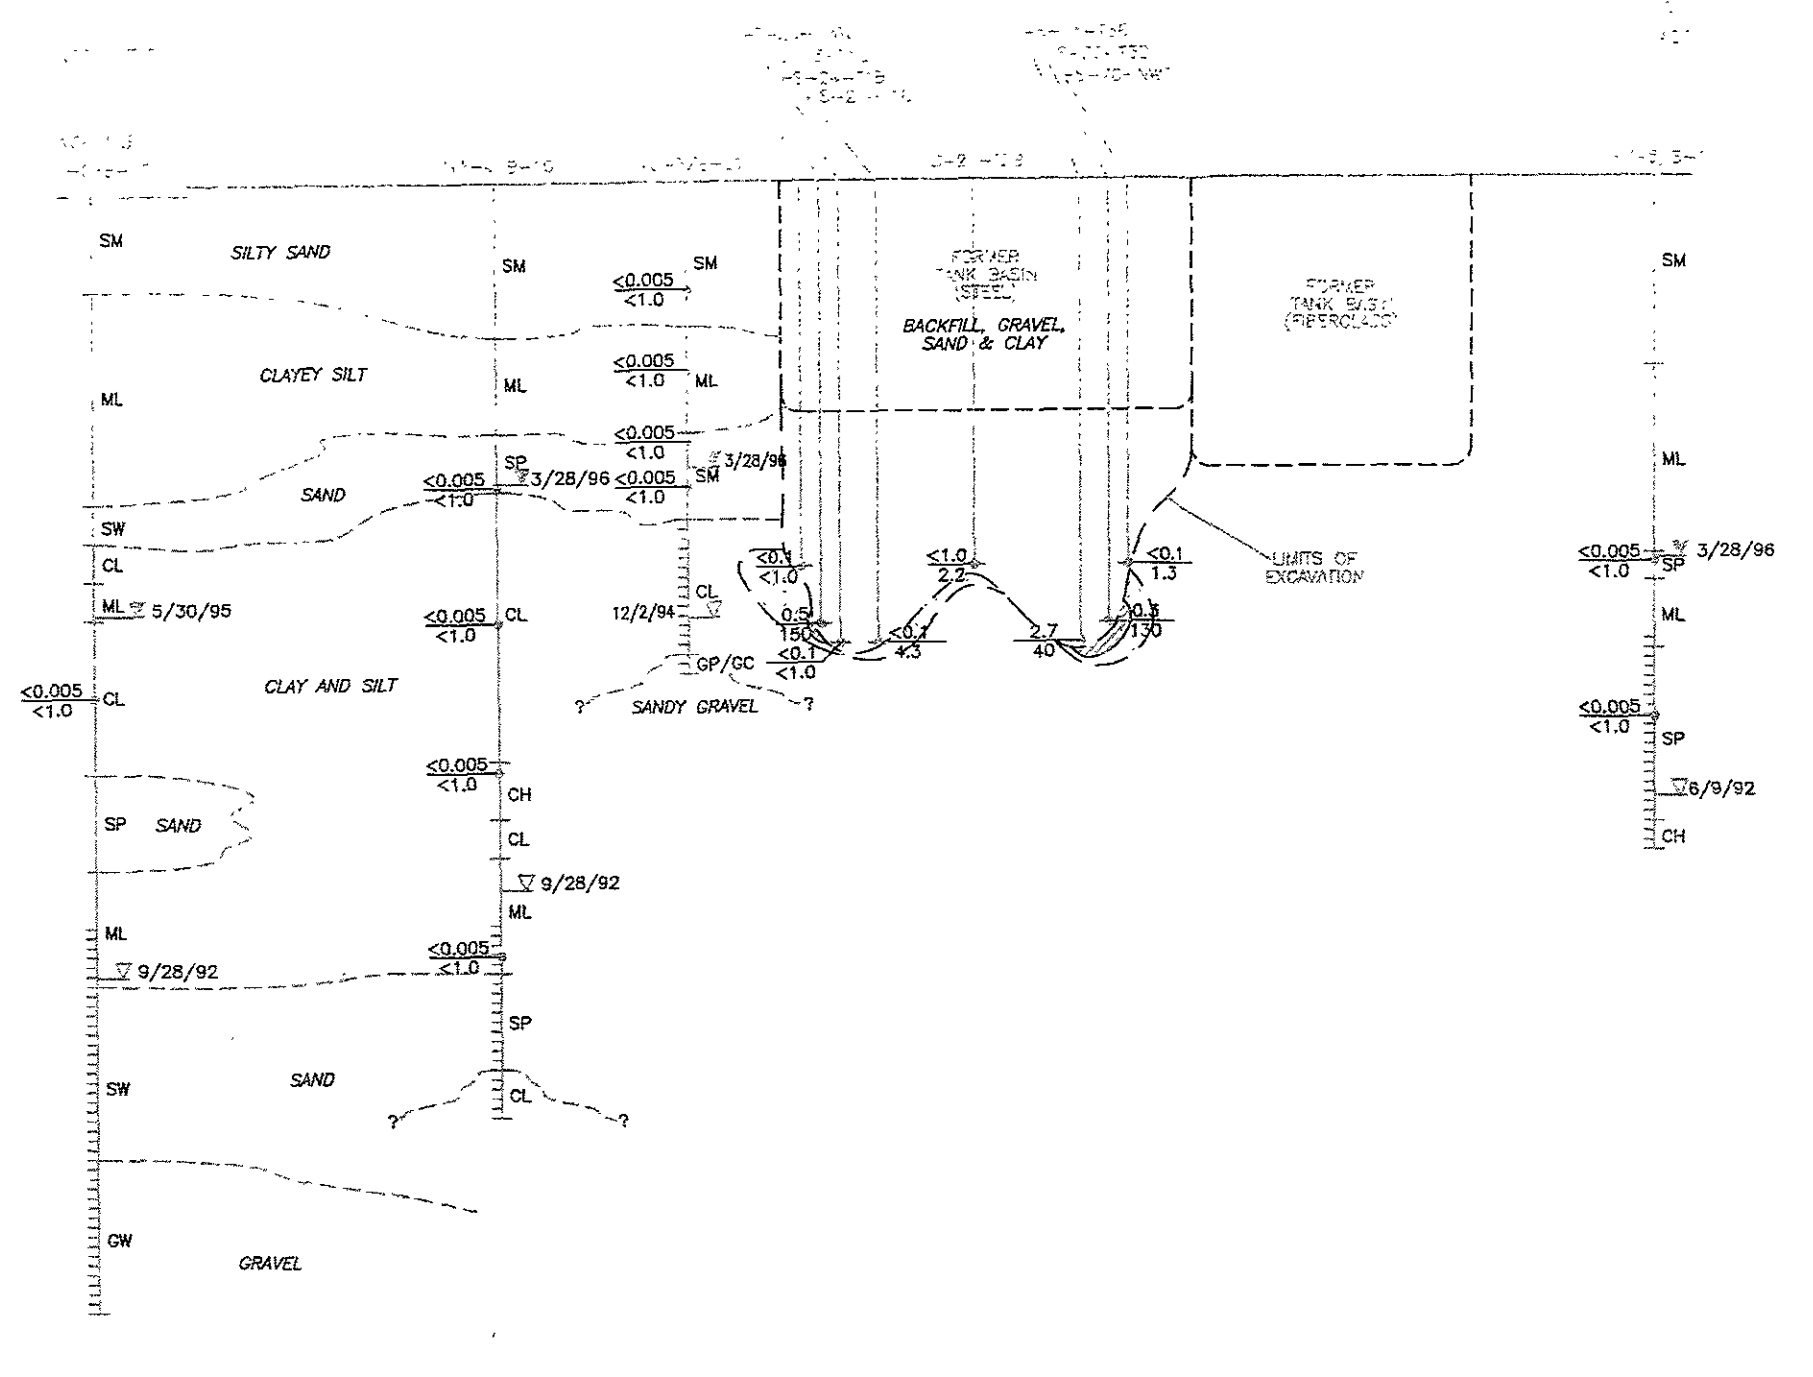 SM
SILTY SAND
SM
SM
SM
<0.005
<1.0
FORMER
TANK BASIN
(STEEL)
BACKFILL, GRAVEL,
SAND & CLAY
FORMER
TANK BASIN
(FIBERGLASS)
CLAYEY SILT
ML
ML
<0.005
<1.0
ML
ML
<0.005
<1.0
3/28/96
SP
3/28/96
<0.005
<1.0
<0.005
<1.0
SM
SAND
SW
CL
ML
5/30/95
<0.005
<1.0
CL
12/2/94
CL
<0.1
<1.0
<1.0
2.2
<0.1
1.3
LIMITS OF
EXCAVATION
<0.005
<1.0
3/28/96
SP
ML
0.5
150
<0.1
<1.0
<0.1
4.3
2.7
40
0.5
130
GP/GC
? SANDY GRAVEL ?
<0.005
<1.0
CL
CLAY AND SILT
<0.005
<1.0
SP
6/9/92
CH
<0.005
<1.0
CH
CL
SP SAND
9/28/92
ML
ML
9/28/92
<0.005
<1.0
SP
SW
SAND
CL
? ?
GW
GRAVEL